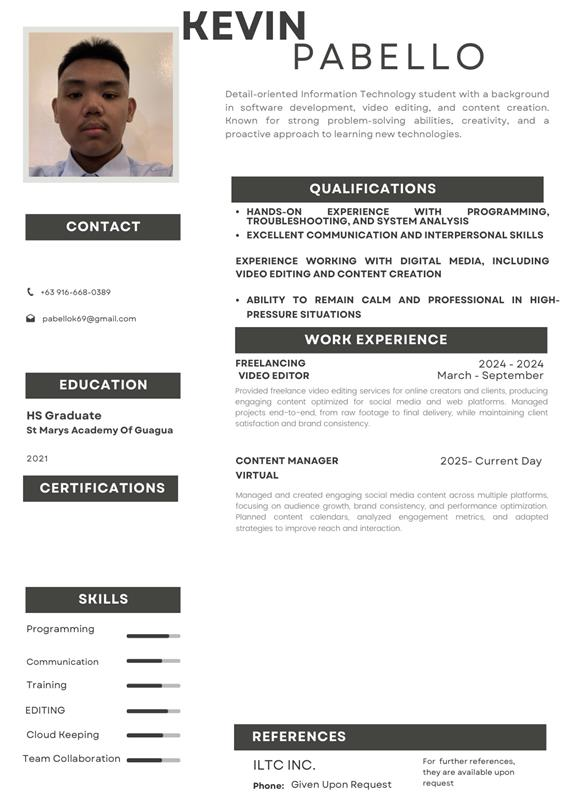 KEVIN
PABELLO
Detail-oriented Information Technology student with a background
in software development, video editing, and content creation.
Known for strong problem-solving abilities, creativity, and a
proactive approach to learning new technologies.
CONTACT
+63 916-668-0389
pabellok69@gmail.com
EDUCATION
HS Graduate
St Marys Academy Of Guagua
2021
CERTIFICATIONS
SKILLS
Programming
Communication
Training
EDITING
Cloud Keeping
Team Collaboration
QUALIFICATIONS
• HANDS-ON EXPERIENCE WITH PROGRAMMING,
TROUBLESHOOTING, AND SYSTEM ANALYSIS
• EXCELLENT COMMUNICATION AND INTERPERSONAL SKILLS
EXPERIENCE WORKING WITH DIGITAL MEDIA, INCLUDING
VIDEO EDITING AND CONTENT CREATION
• ABILITY TO REMAIN CALM AND PROFESSIONAL IN HIGH-
PRESSURE SITUATIONS
WORK EXPERIENCE
FREELANCING 2024 - 2024
VIDEO EDITOR March - September
Provided freelance video editing services for online creators and clients, producing
engaging content optimized for social media and web platforms. Managed
projects end-to-end, from raw footage to final delivery, while maintaining client
satisfaction and brand consistency.
CONTENT MANAGER 2025- Current Day
VIRTUAL
Managed and created engaging social media content across multiple platforms,
focusing on audience growth, brand consistency, and performance optimization.
Planned content calendars, analyzed engagement metrics, and adapted
strategies to improve reach and interaction.
REFERENCES
ILTC INC.
Phone: Given Upon Request
For further references,
they are available upon
request